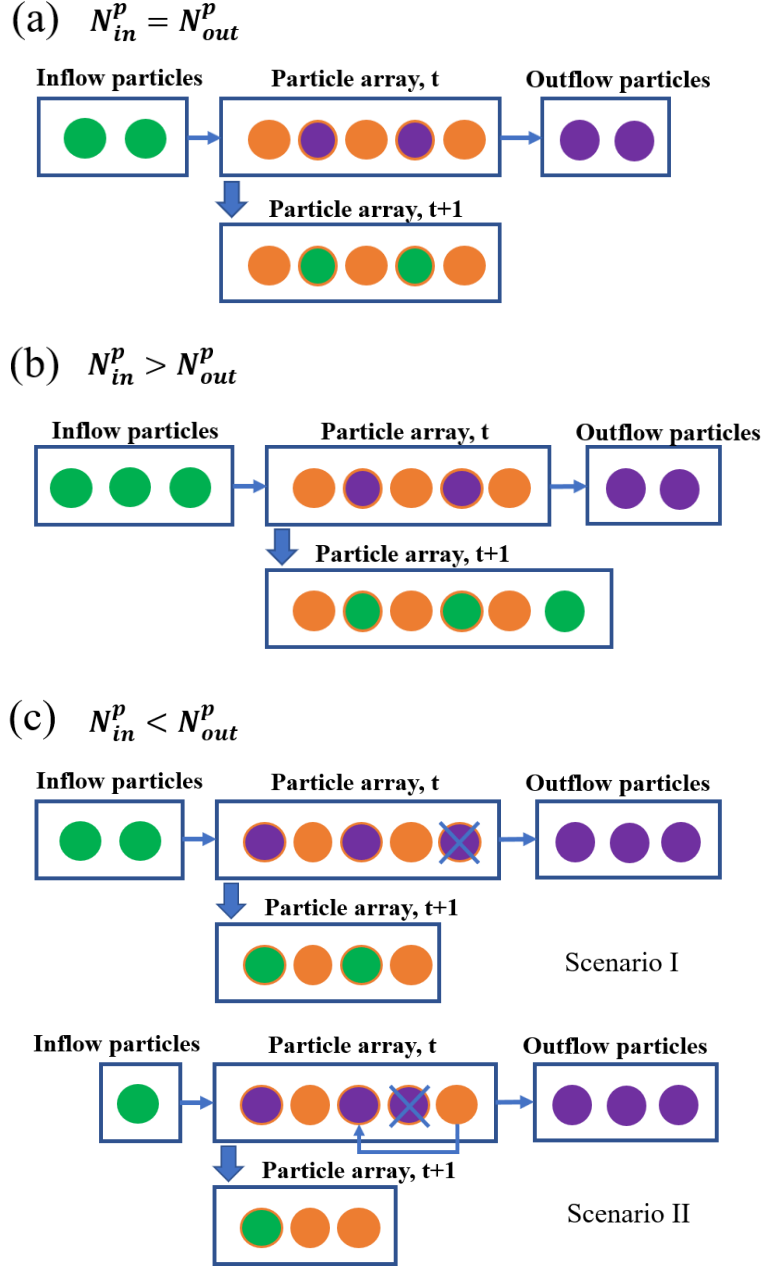 (a) N^p_in = N^p_out
Inflow particles
Particle array, t
Outflow particles
Particle array, t+1
(b) N^p_in > N^p_out
Inflow particles
Particle array, t
Outflow particles
Particle array, t+1
(c) N^p_in < N^p_out
Inflow particles
Particle array, t
Outflow particles
Particle array, t+1
Scenario I
Inflow particles
Particle array, t
Outflow particles
Particle array, t+1
Scenario II